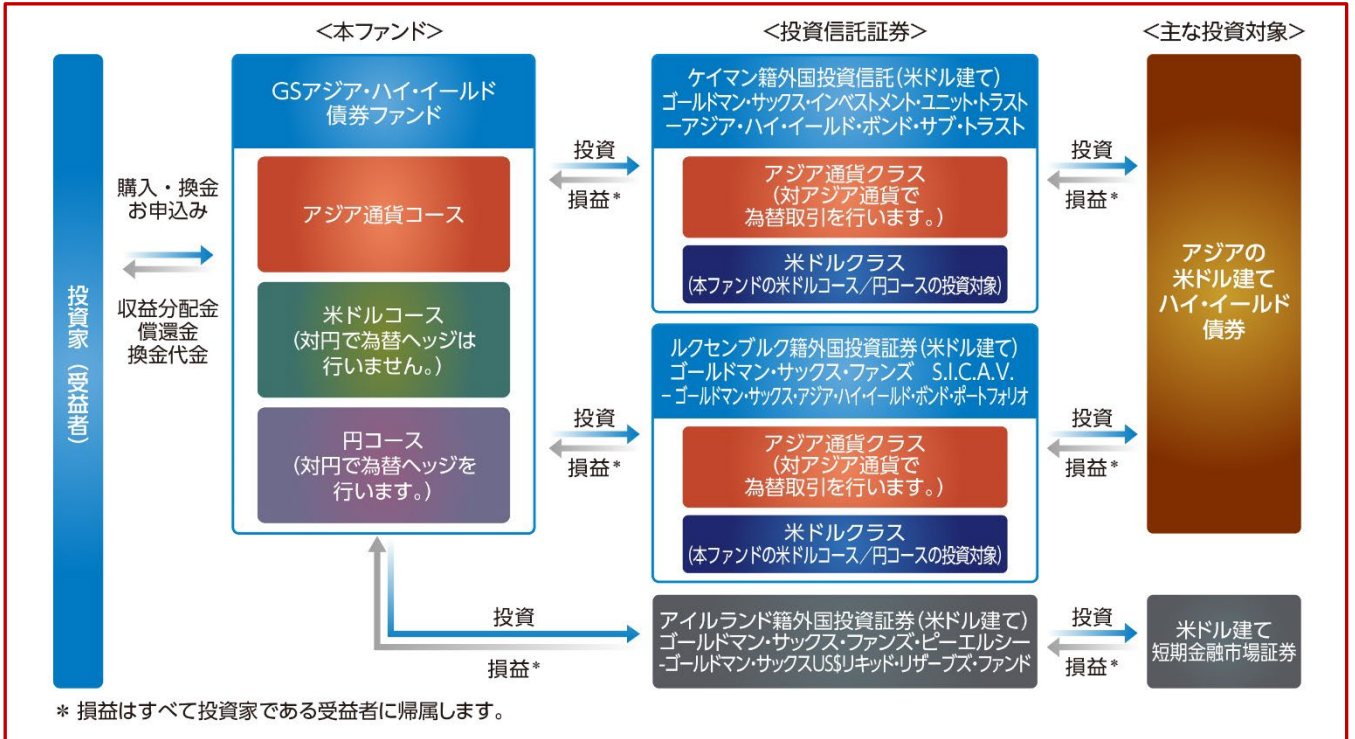 <本ファンド>
<投資信託証券>
<主な投資対象>
投資家（受益者）
購入・換金
お申込み
収益分配金
償還金
換金代金
GSアジア・ハイ・イールド
債券ファンド
アジア通貨コース
米ドルコース
(対円で為替ヘッジは
行いません。)
円コース
(対円で為替ヘッジを
行います。)
投資
損益*
投資
損益*
投資
損益*
ケイマン籍外国投資信託(米ドル建て)
ゴールドマン・サックス・インベストメント・ユニット・トラスト
ーアジア・ハイ・イールド・ボンド・サブ・トラスト
アジア通貨クラス
(対アジア通貨で
為替取引を行います。)
米ドルクラス
(本ファンドの米ドルコース／円コースの投資対象)
ルクセンブルク籍外国投資証券(米ドル建て)
ゴールドマン・サックス・ファンズ　S.I.C.A.V.
－ゴールドマン・サックス・アジア・ハイ・イールド・ボンド・ポートフォリオ
アジア通貨クラス
(対アジア通貨で
為替取引を行います。)
米ドルクラス
(本ファンドの米ドルコース／円コースの投資対象)
アイルランド籍外国投資証券(米ドル建て)
ゴールドマン・サックス・ファンズ・ピーエルシー
-ゴールドマン・サックスUS$リキッド・リザーブズ・ファンド
投資
損益*
投資
損益*
投資
損益*
アジアの
米ドル建て
ハイ・イールド
債券
米ドル建て
短期金融市場証券
* 損益はすべて投資家である受益者に帰属します。